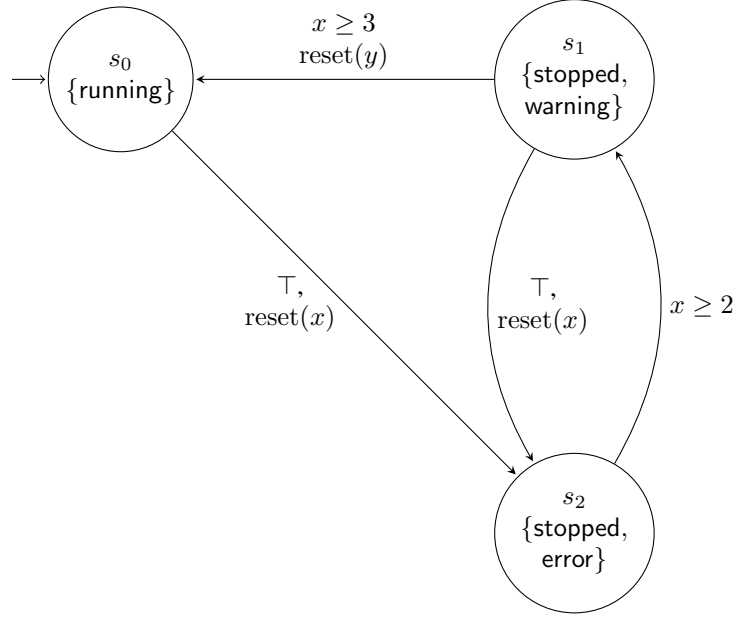 s₀
{running}
x ≥ 3
reset(y)
s₁
{stopped,
warning}
⊤,
reset(x)
⊤,
reset(x)
x ≥ 2
s₂
{stopped,
error}